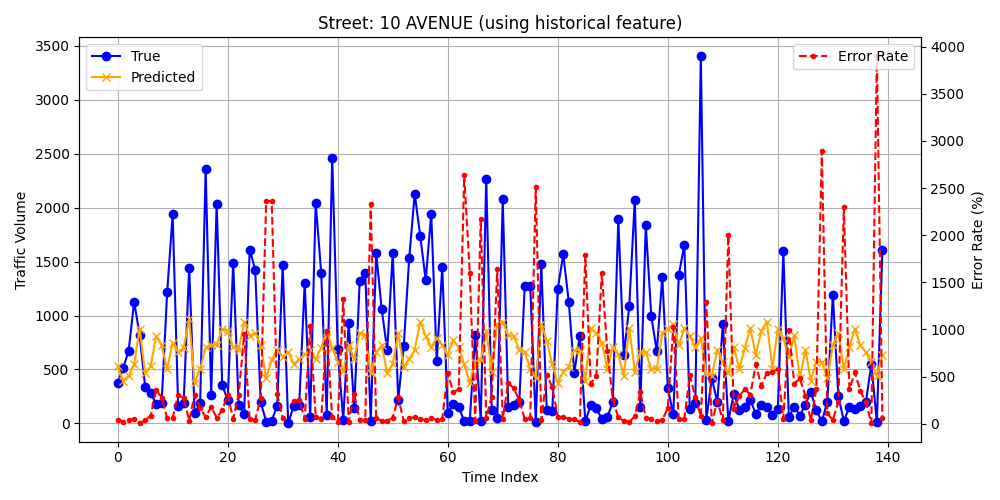 Street: 10 AVENUE (using historical feature)
True
Predicted
Error Rate
Traffic Volume
3500
3000
2500
2000
1500
1000
500
0
4000
3500
3000
2500
2000
1500
1000
500
0
Error Rate (%)
0 20 40 60 80 100 120 140
Time Index